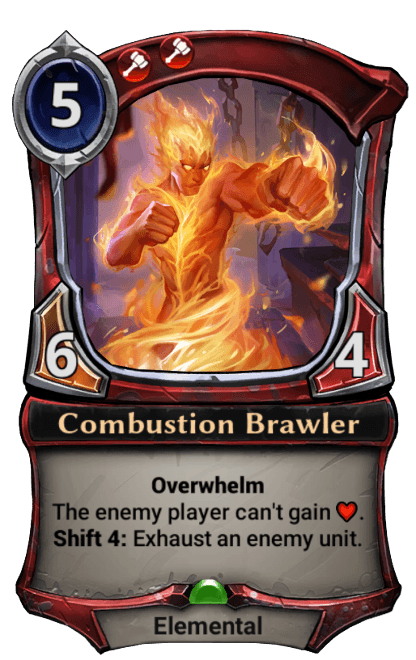 5
6
4
Combustion Brawler
Overwhelm
The enemy player can't gain ❤.
Shift 4: Exhaust an enemy unit.
Elemental